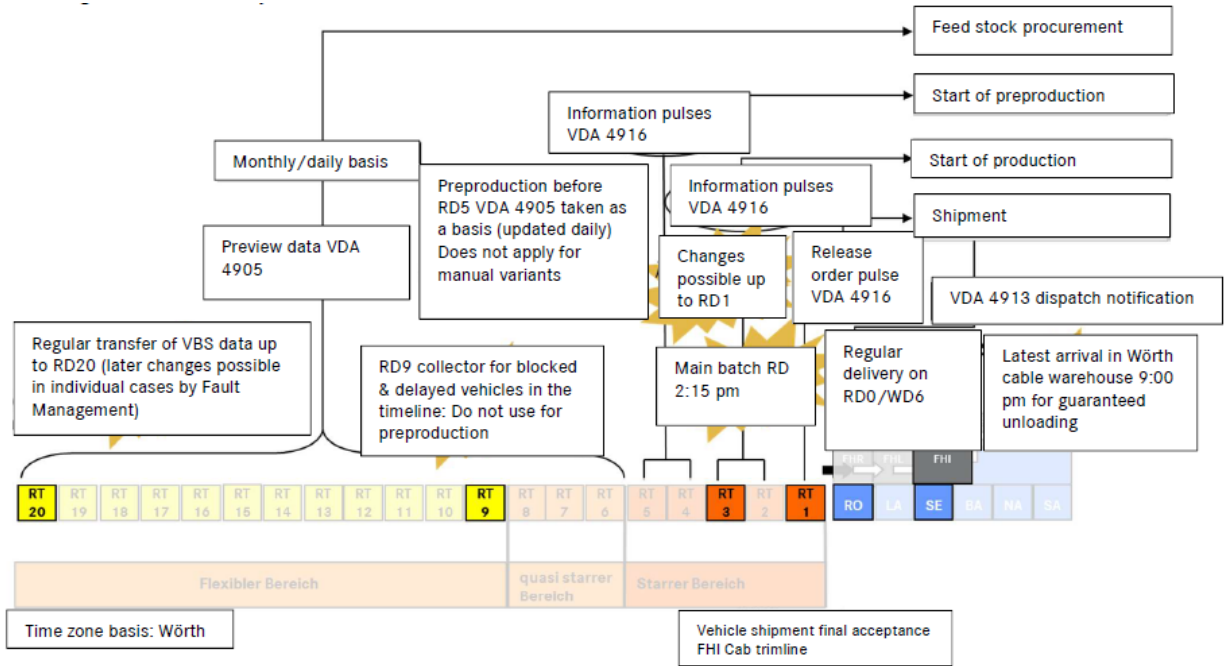 Feed stock procurement
Information pulses
VDA 4916
Start of preproduction
Monthly/daily basis
Start of production
Preproduction before
RD5 VDA 4905 taken as
a basis (updated daily)
Does not apply for
manual variants
Information pulses
VDA 4916
Shipment
Preview data VDA
4905
Changes
possible up
to RD1
Release
order pulse
VDA 4916
VDA 4913 dispatch notification
Regular transfer of VBS data up
to RD20 (later changes possible
in individual cases by Fault
Management)
RD9 collector for blocked
& delayed vehicles in the
timeline: Do not use for
preproduction
Main batch RD
2:15 pm
Regular
delivery on
RD0/WD6
Latest arrival in Wörth
cable warehouse 9:00
pm for guaranteed
unloading
FHR FHL FHI
RT 20
RT 19
RT 18
RT 17
RT 16
RT 15
RT 14
RT 13
RT 12
RT 11
RT 10
RT 9
RT 8
RT 7
RT 6
RT 5
RT 4
RT 3
RT 2
RT 1
RO
LA
SE
BA
NA
SA
Flexibler Bereich
quasi starrer
Bereich
Starrer Bereich
Time zone basis: Wörth
Vehicle shipment final acceptance
FHI Cab trimline